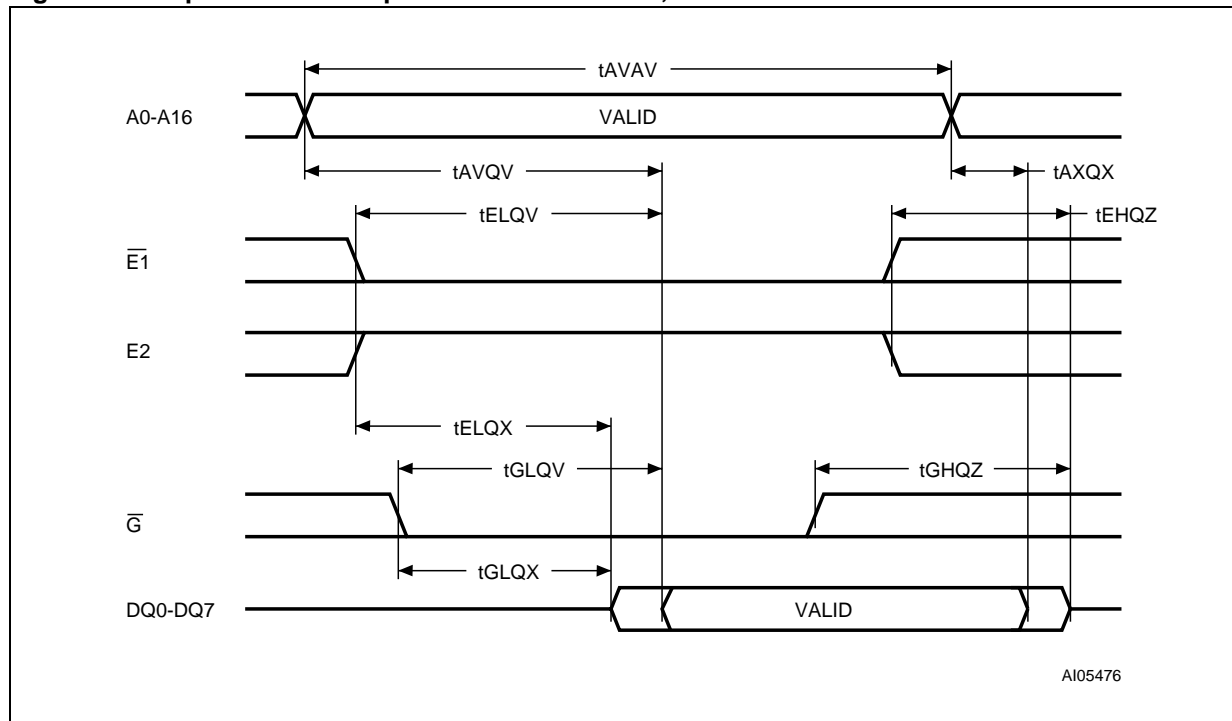 tAVAV
A0-A16
VALID
tAVQV
tAXQX
tELQV
tEHQZ
E1
E2
tELQX
tGLQV
tGHQZ
G
tGLQX
DQ0-DQ7
VALID
AI05476